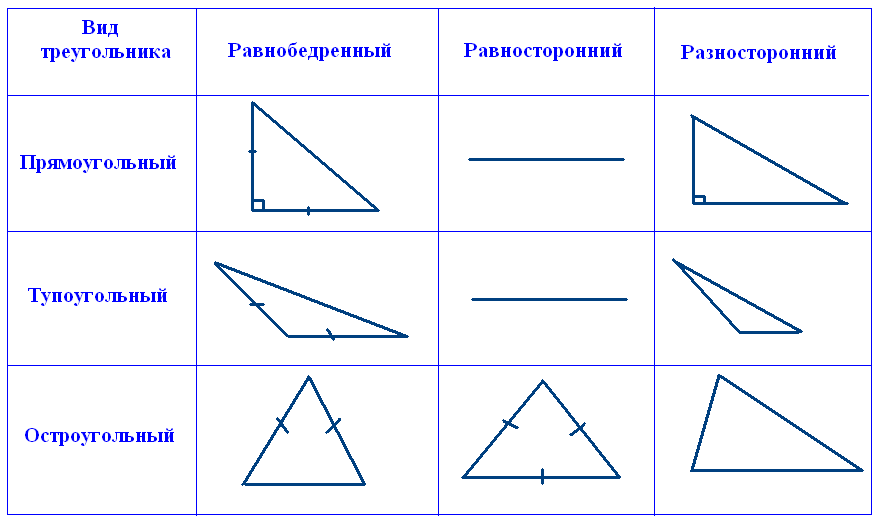 Вид
треугольника
Равнобедренный
Равносторонний
Разносторонний
Прямоугольный
Тупоугольный
Остроугольный